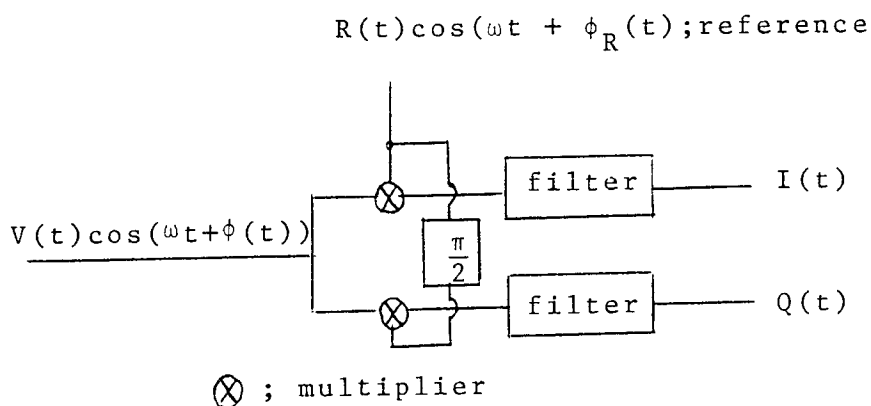 R(t)cos(ωt + ϕ_R(t);reference
filter
I(t)
V(t)cos(ωt+ϕ(t))
π/2
filter
Q(t)
⊗ ; multiplier